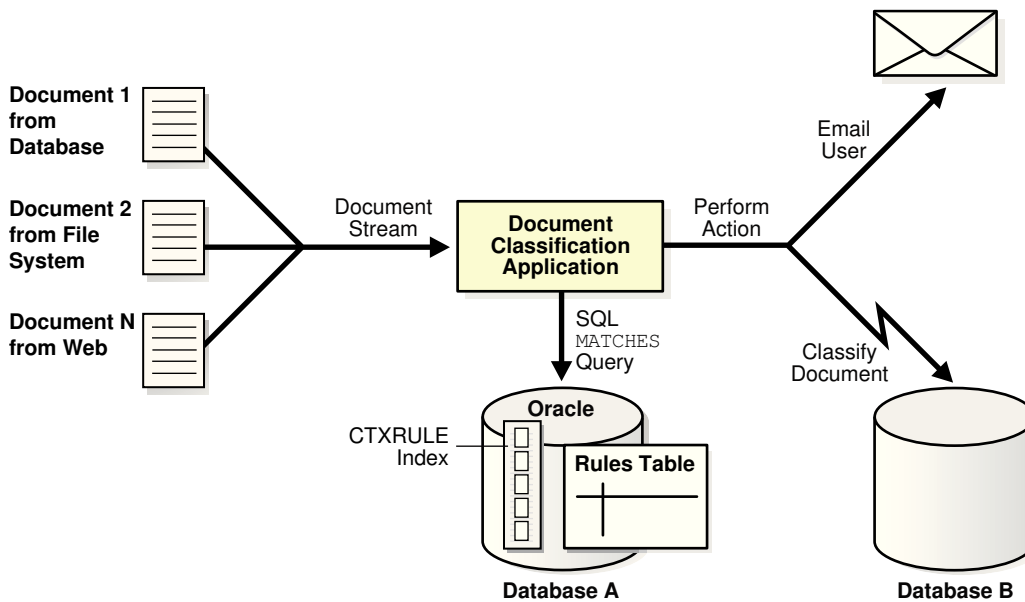 Document 1
from
Database
Document 2
from File
System
Document N
from Web
Document
Stream
Document
Classification
Application
Perform
Action
Email
User
Classify
Document
SQL
MATCHES
Query
Oracle
CTXRULE
Index
Rules Table
Database A
Database B